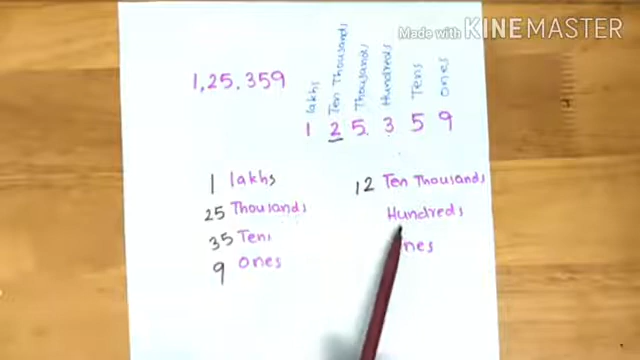 Made with KINEMASTER
1,25.359
lakhs
Ten Thousands
Thousands
Hundreds
Tens
ones
1 2 5. 3 5 9
1 lakhs
25 Thousands
35 Tens
9 Ones
12 Ten Thousands
Hundreds
nes